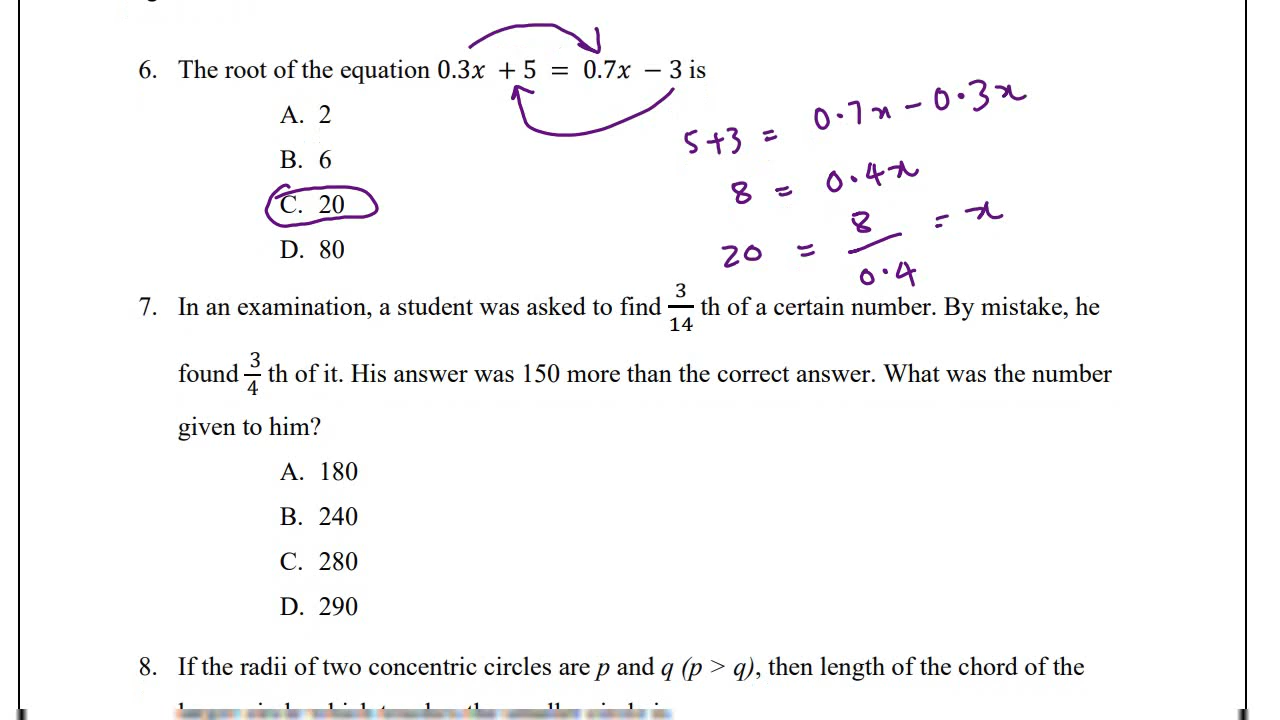 6. The root of the equation 0.3x + 5 = 0.7x − 3 is
A. 2
B. 6
C. 20
D. 80
5+3 = 0.7x − 0.3x
8 = 0.4x
20 = 8/0.4 = x
7. In an examination, a student was asked to find 3/14 th of a certain number. By mistake, he
found 3/4 th of it. His answer was 150 more than the correct answer. What was the number
given to him?
A. 180
B. 240
C. 280
D. 290
8. If the radii of two concentric circles are p and q (p > q), then length of the chord of the